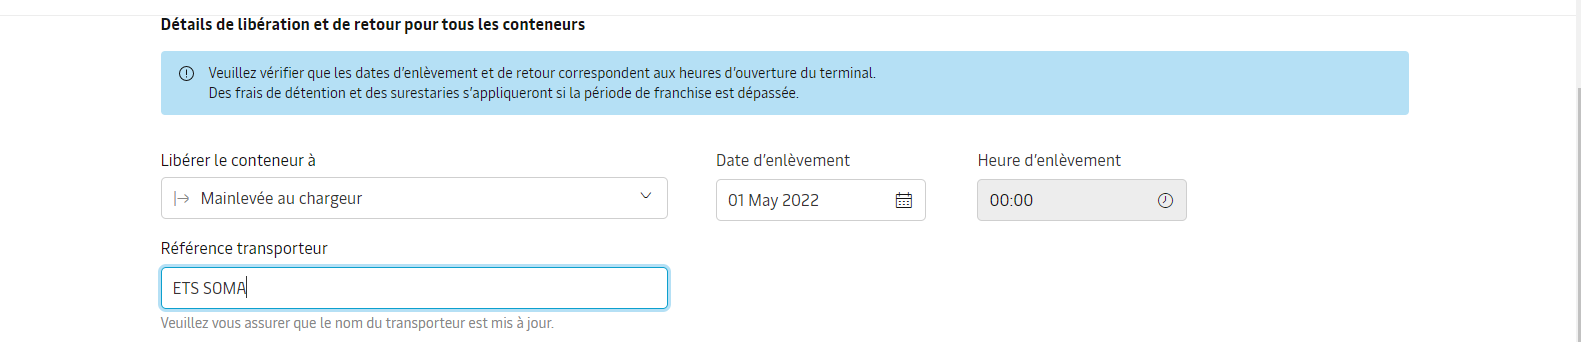 Détails de libération et de retour pour tous les conteneurs
Veuillez vérifier que les dates d'enlèvement et de retour correspondent aux heures d'ouverture du terminal.
Des frais de détention et des surestaries s'appliqueront si la période de franchise est dépassée.
Libérer le conteneur à
Date d'enlèvement
Heure d'enlèvement
Mainlevée au chargeur
01 May 2022
00:00
Référence transporteur
ETS SOMA
Veuillez vous assurer que le nom du transporteur est mis à jour.